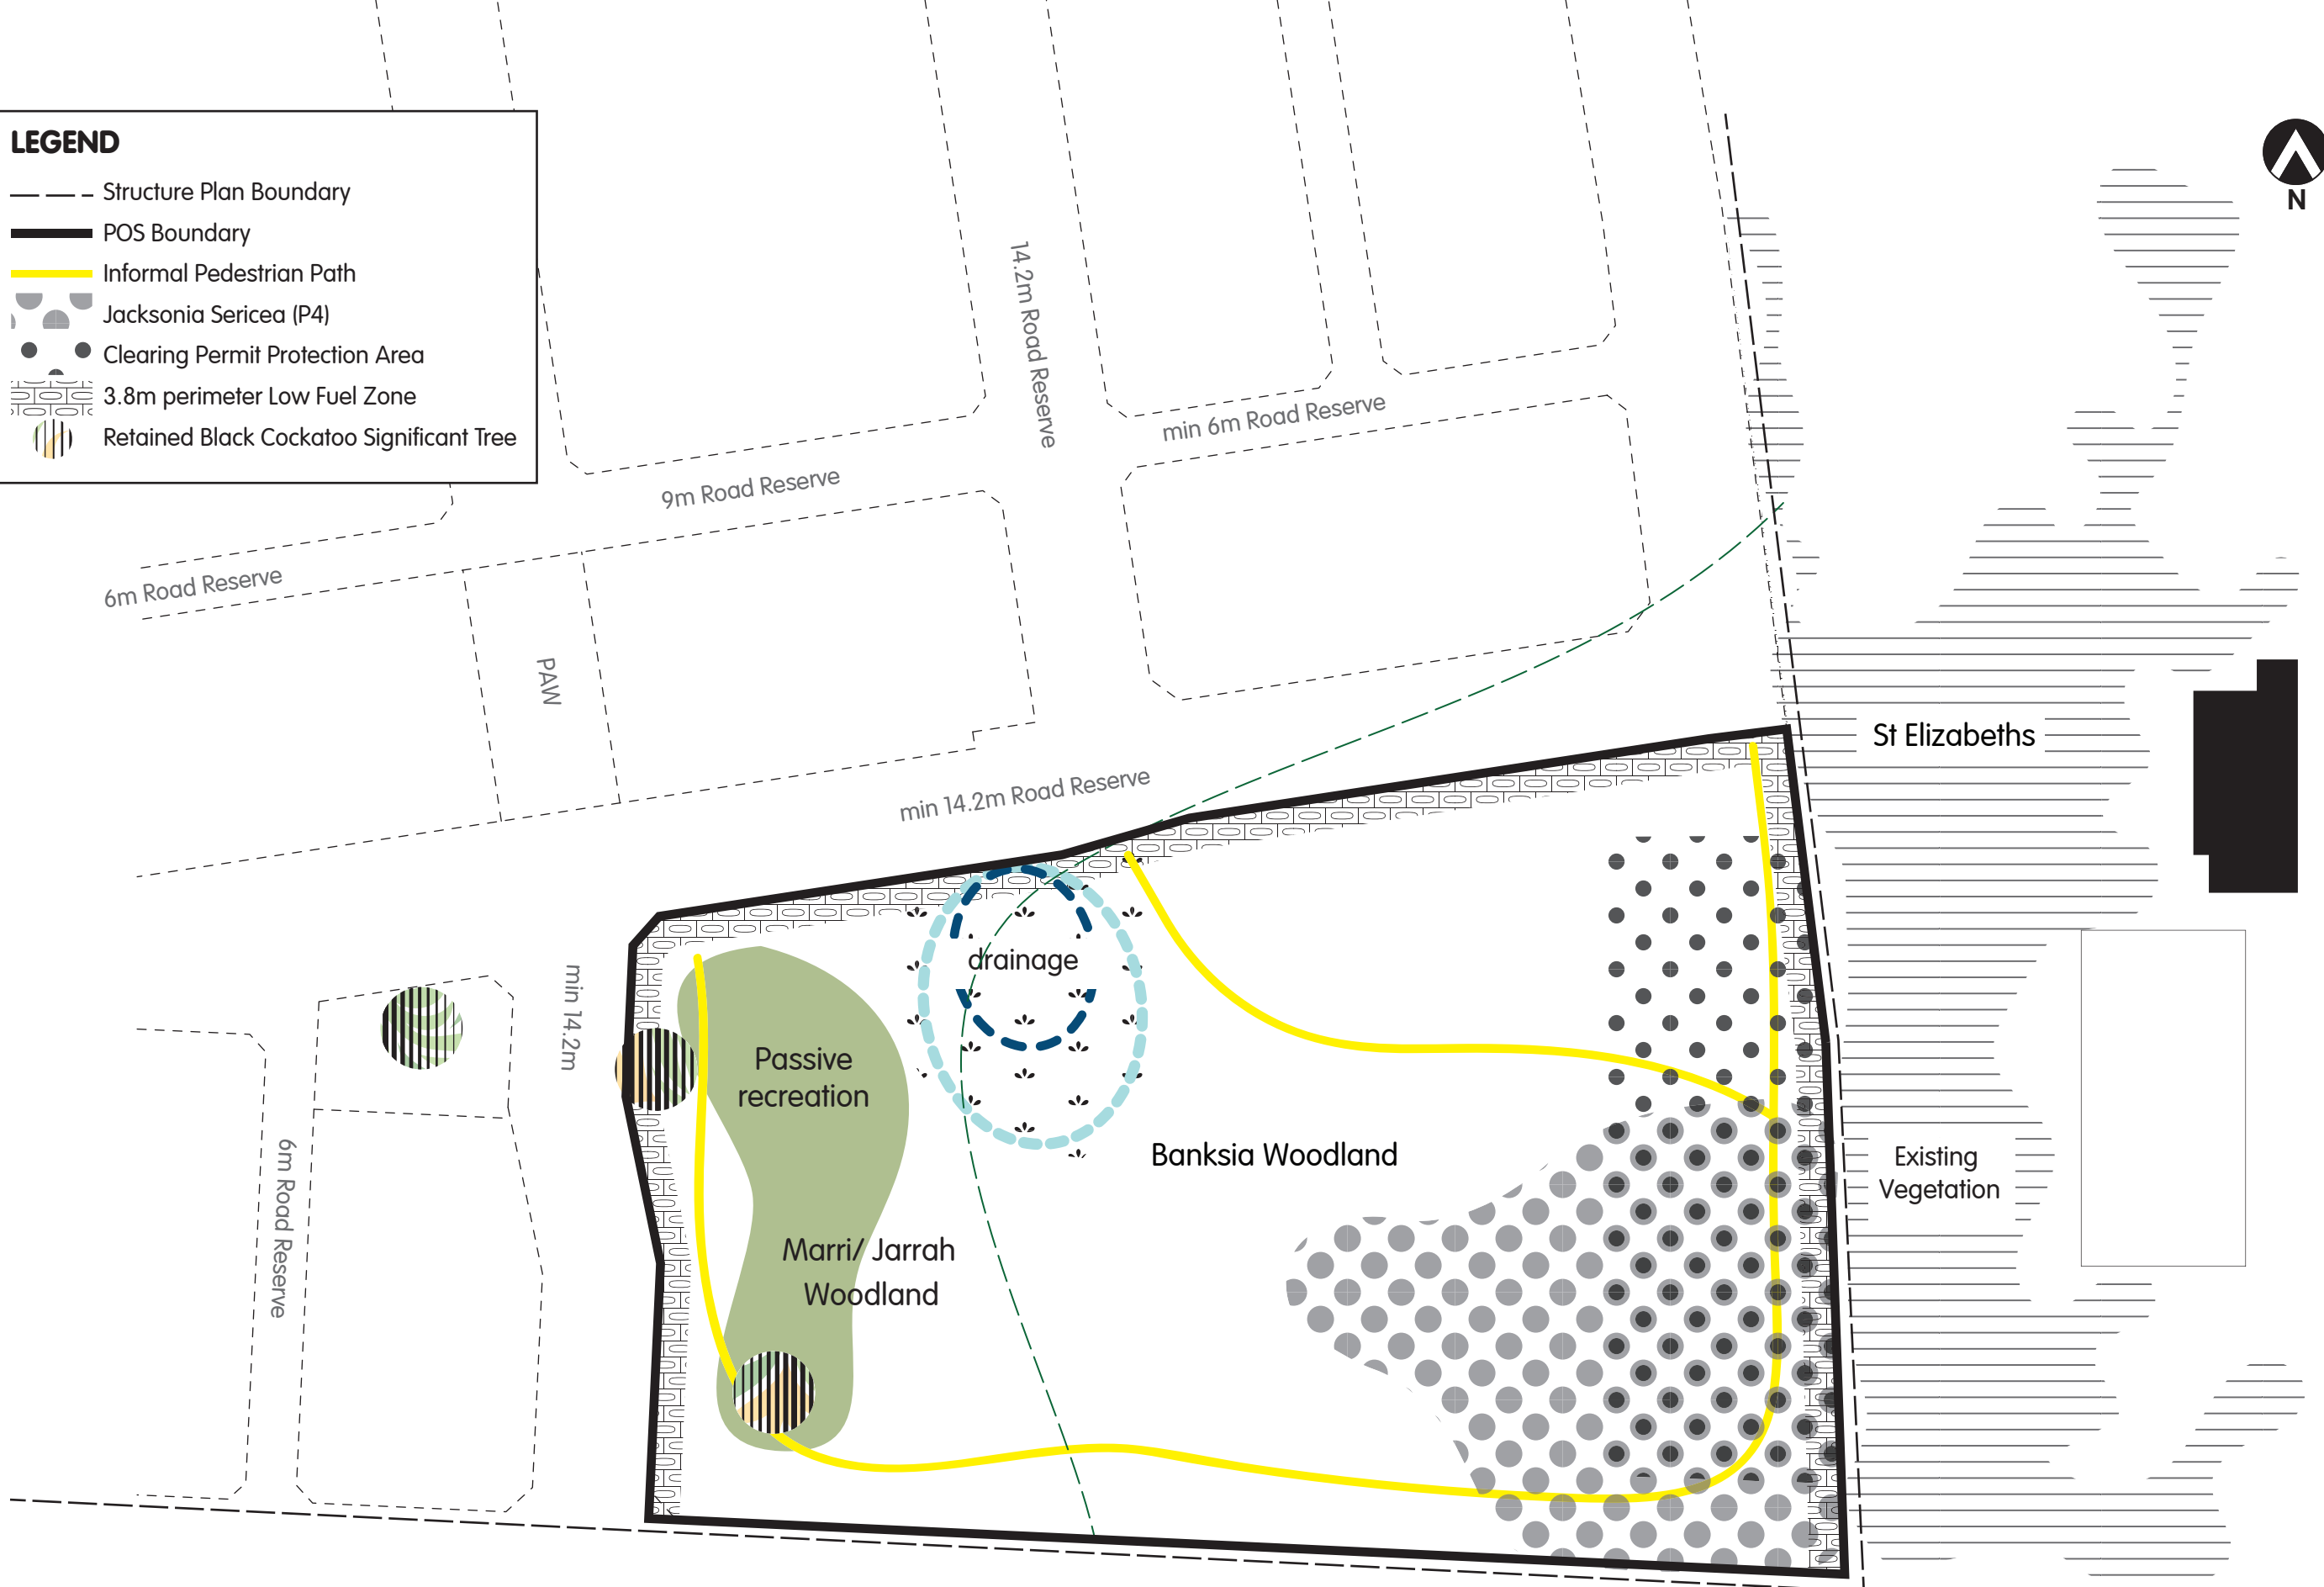 LEGEND
Structure Plan Boundary
POS Boundary
Informal Pedestrian Path
Jacksonia Sericea (P4)
Clearing Permit Protection Area
3.8m perimeter Low Fuel Zone
Retained Black Cockatoo Significant Tree
N
14.2m Road Reserve
min 6m Road Reserve
9m Road Reserve
6m Road Reserve
PAW
St Elizabeths
min 14.2m Road Reserve
drainage
min 14.2m
Passive
recreation
Banksia Woodland
Existing
Vegetation
6m Road Reserve
Marri/ Jarrah
Woodland